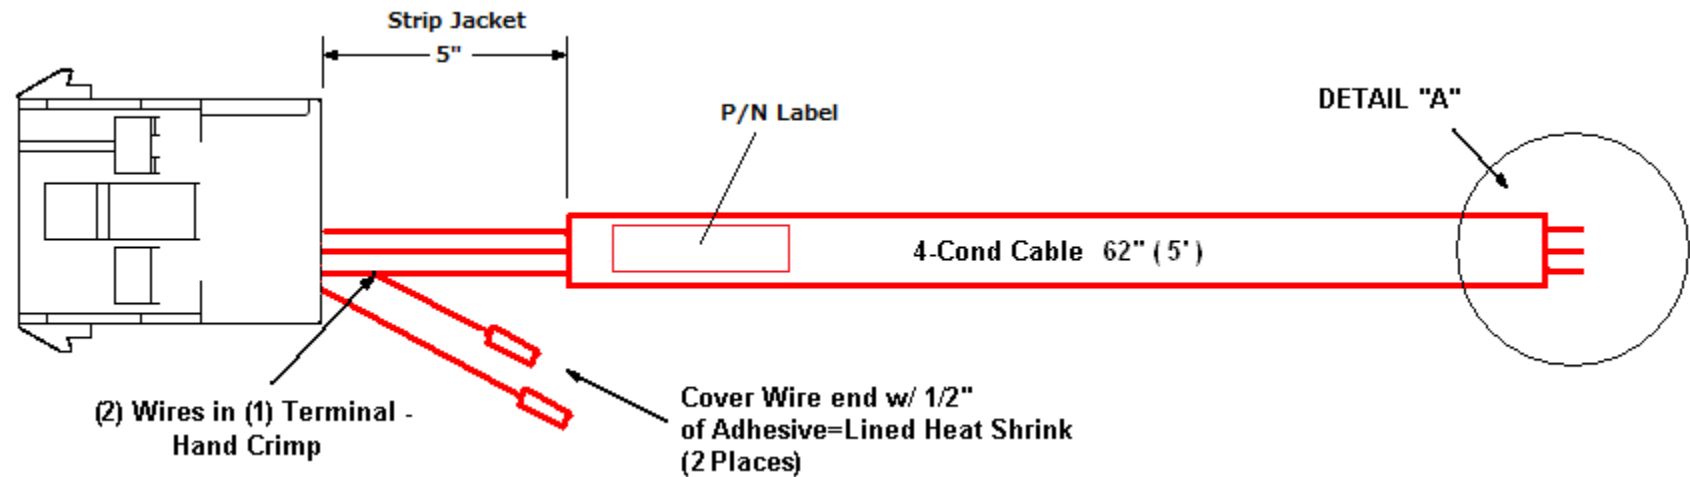 Strip Jacket
5"
P/N Label
DETAIL "A"
4-Cond Cable 62" ( 5' )
(2) Wires in (1) Terminal -
Hand Crimp
Cover Wire end w/ 1/2"
of Adhesive=Lined Heat Shrink
(2 Places)